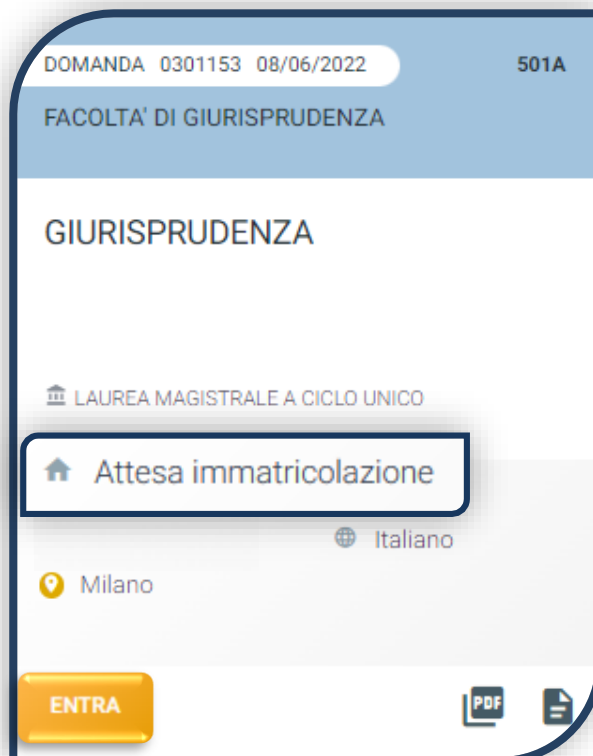 DOMANDA 0301153 08/06/2022 501A
FACOLTA' DI GIURISPRUDENZA
GIURISPRUDENZA
LAUREA MAGISTRALE A CICLO UNICO
Attesa immatricolazione
Italiano
Milano
ENTRA PDF